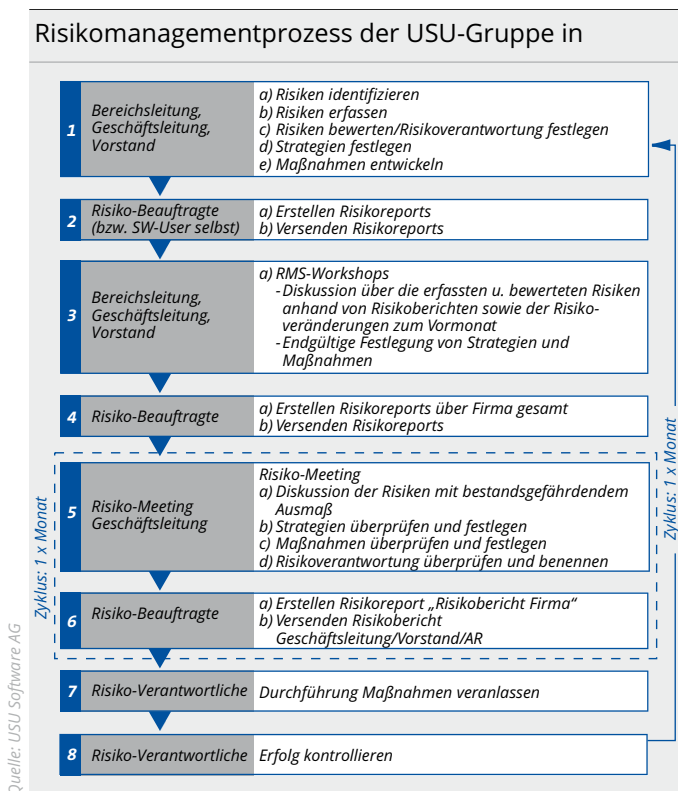 Risikomanagementprozess der USU-Gruppe in
1
Bereichsleitung,
Geschäftsleitung,
Vorstand
a) Risiken identifizieren
b) Risiken erfassen
c) Risiken bewerten/Risikoverantwortung festlegen
d) Strategien festlegen
e) Maßnahmen entwickeln
2
Risiko-Beauftragte
(bzw. SW-User selbst)
a) Erstellen Risikoreports
b) Versenden Risikoreports
3
Bereichsleitung,
Geschäftsleitung,
Vorstand
a) RMS-Workshops
- Diskussion über die erfassten u. bewerteten Risiken
anhand von Risikoberichten sowie der Risiko-
veränderungen zum Vormonat
- Endgültige Festlegung von Strategien und
Maßnahmen
4
Risiko-Beauftragte
a) Erstellen Risikoreports über Firma gesamt
b) Versenden Risikoreports
5
Risiko-Meeting
Geschäftsleitung
Risiko-Meeting
a) Diskussion der Risiken mit bestandsgefährdendem
Ausmaß
b) Strategien überprüfen und festlegen
c) Maßnahmen überprüfen und festlegen
d) Risikoverantwortung überprüfen und benennen
6
Risiko-Beauftragte
a) Erstellen Risikoreport „Risikobericht Firma“
b) Versenden Risikobericht
Geschäftsleitung/Vorstand/AR
7
Risiko-Verantwortliche
Durchführung Maßnahmen veranlassen
8
Risiko-Verantwortliche
Erfolg kontrollieren
Zyklus: 1 x Monat
Zyklus: 1 x Monat
Quelle: USU Software AG